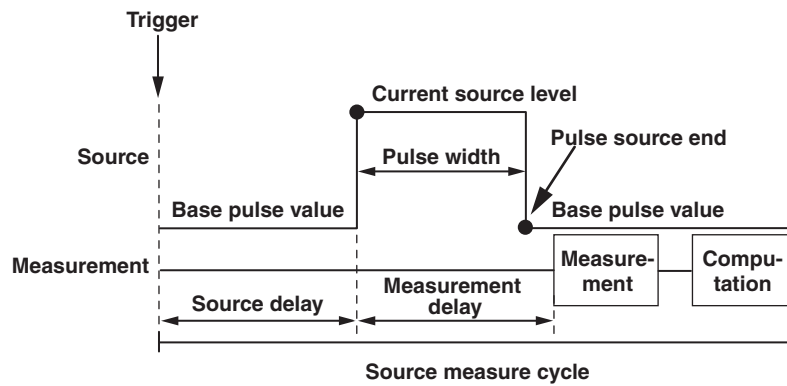 Trigger
Current source level
Pulse source end
Source
Pulse width
Base pulse value
Base pulse value
Measurement
Measure-
ment
Compu-
tation
Source delay
Measurement
delay
Source measure cycle